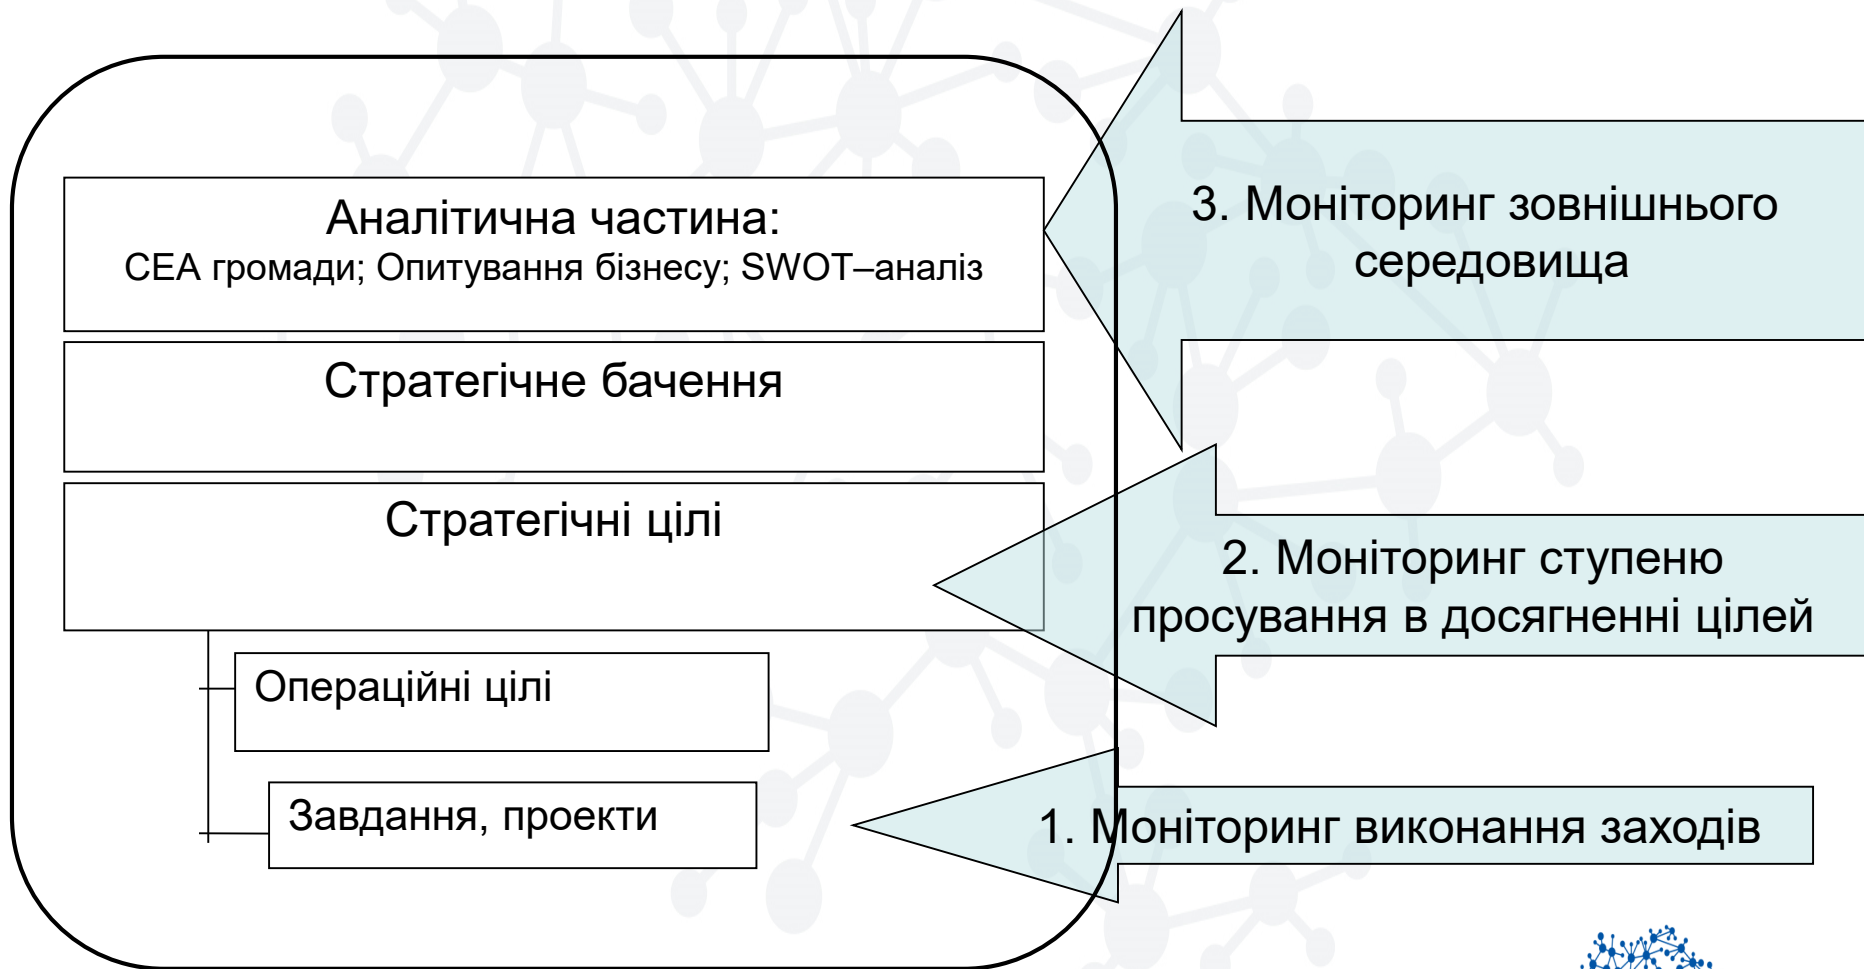 Аналітична частина:
СЕА громади; Опитування бізнесу; SWOT–аналіз
Стратегічне бачення
Стратегічні цілі
Операційні цілі
Завдання, проекти
3. Моніторинг зовнішнього
середовища
2. Моніторинг ступеню
просування в досягненні цілей
1. Моніторинг виконання заходів